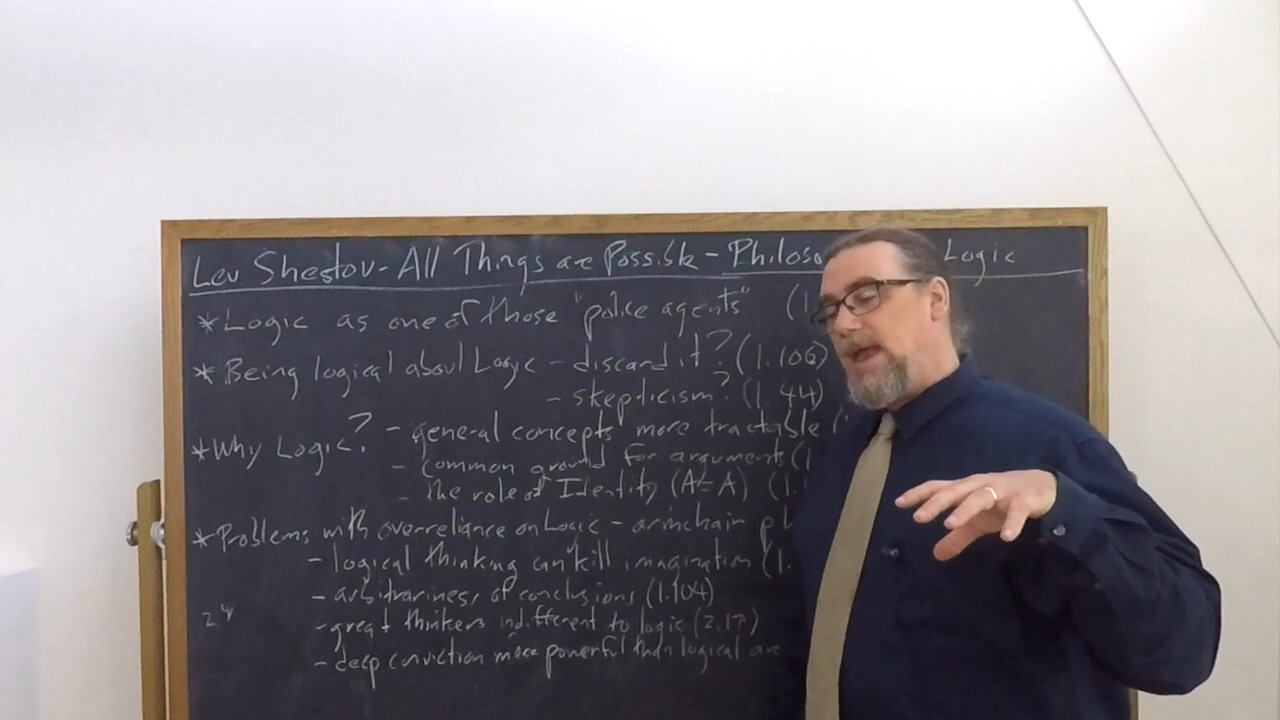 Lev Shestov - All Things are Possible - Philoso Logic
* Logic as one of those "police agents" (1.
* Being logical about Logic - discard it? (1.106)
- skepticism? (1.44)
* Why Logic? - general concepts more tractable (
- common ground for arguments (1
- the role of Identity (A=A) (1.
* Problems with overreliance on Logic - armchair
- logical thinking can kill imagination (1.
- arbitrariness of conclusions (1.104)
- great thinkers indifferent to logic (2.17)
- deep conviction more powerful than logical